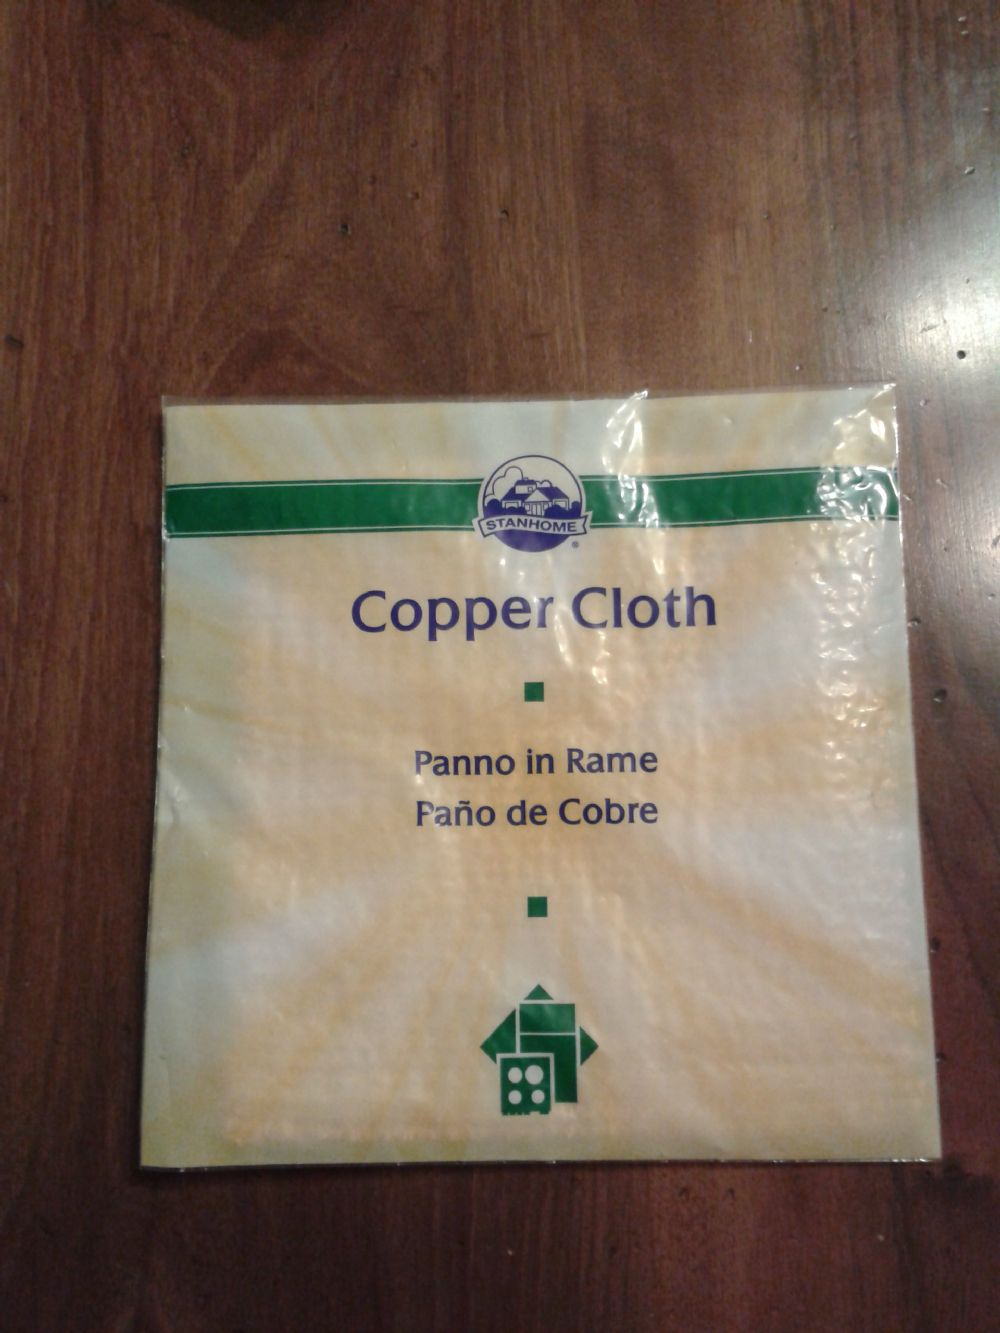 STANHOME
®
Copper Cloth
Panno in Rame
Paño de Cobre